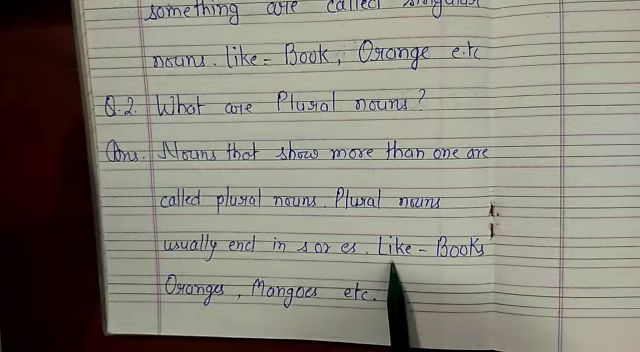 something are called singular
nouns. like - Book, Orange etc
Q.2. What are Plural nouns?
Ans. Nouns that show more than one are
called plural nouns. Plural nouns
usually end in s or es. Like - Books
Oranges, Mangoes etc.